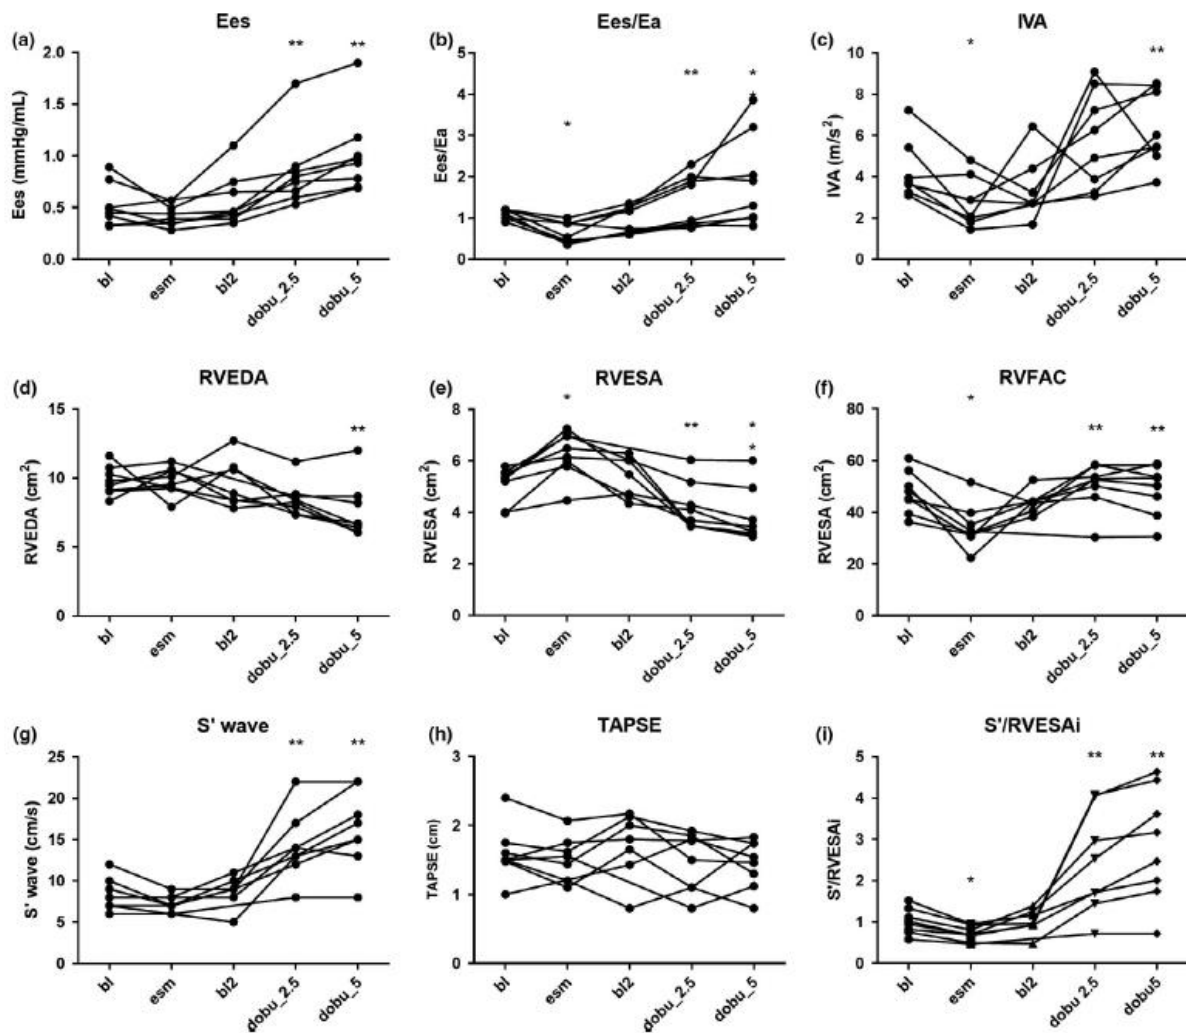 Ees
(a)
**
**
Ees (mmHg/mL)
2.0
1.5
1.0
0.5
0.0
bl
esm
bl2
dobu_2.5
dobu_5
Ees/Ea
(b)
**
*
*
*
Ees/Ea
5
4
3
2
1
0
bl
esm
bl2
dobu_2.5
dobu_5
IVA
(c)
*
**
IVA (m/s²)
10
8
6
4
2
0
bl
esm
bl2
dobu_2.5
dobu_5
RVEDA
(d)
**
RVEDA (cm²)
15
10
5
0
bl
esm
bl2
dobu_2.5
dobu_5
RVESA
(e)
*
**
*
*
RVESA (cm²)
8
6
4
2
0
bl
esm
bl2
dobu_2.5
dobu_5
RVFAC
(f)
*
**
**
RVESA (cm²)
80
60
40
20
0
bl
esm
bl2
dobu_2.5
dobu_5
S' wave
(g)
**
**
S' wave (cm/s)
25
20
15
10
5
0
bl
esm
bl2
dobu_2.5
dobu_5
TAPSE
(h)
TAPSE (cm)
3
2
1
0
bl
esm
bl2
dobu_2.5
dobu_5
S'/RVESAi
(i)
*
**
**
S'/RVESAi
5
4
3
2
1
0
bl
esm
bl2
dobu 2.5
dobu5